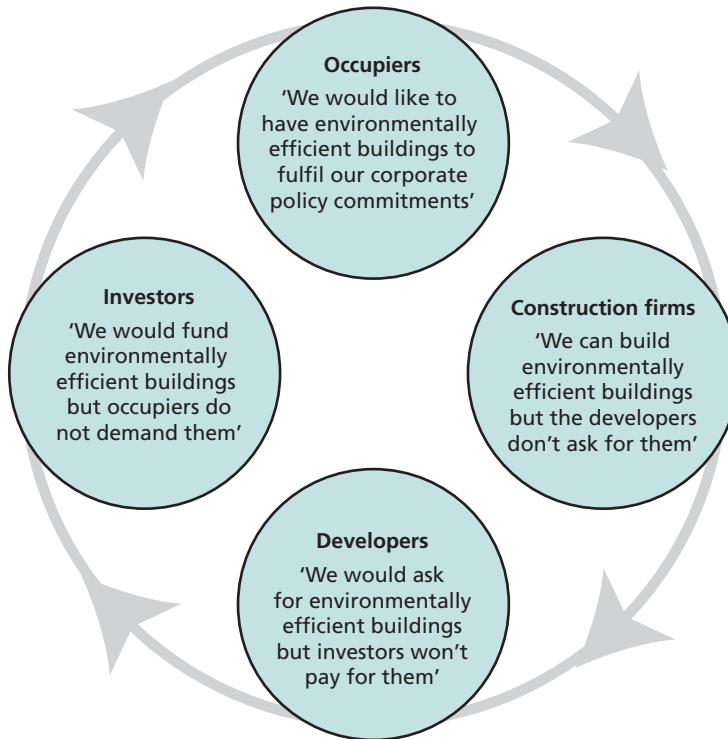 Occupiers
‘We would like to
have environmentally
efficient buildings to
fulfil our corporate
policy commitments’
Investors
‘We would fund
environmentally
efficient buildings
but occupiers do
not demand them’
Construction firms
‘We can build
environmentally
efficient buildings
but the developers
don’t ask for them’
Developers
‘We would ask
for environmentally
efficient buildings
but investors won’t
pay for them’